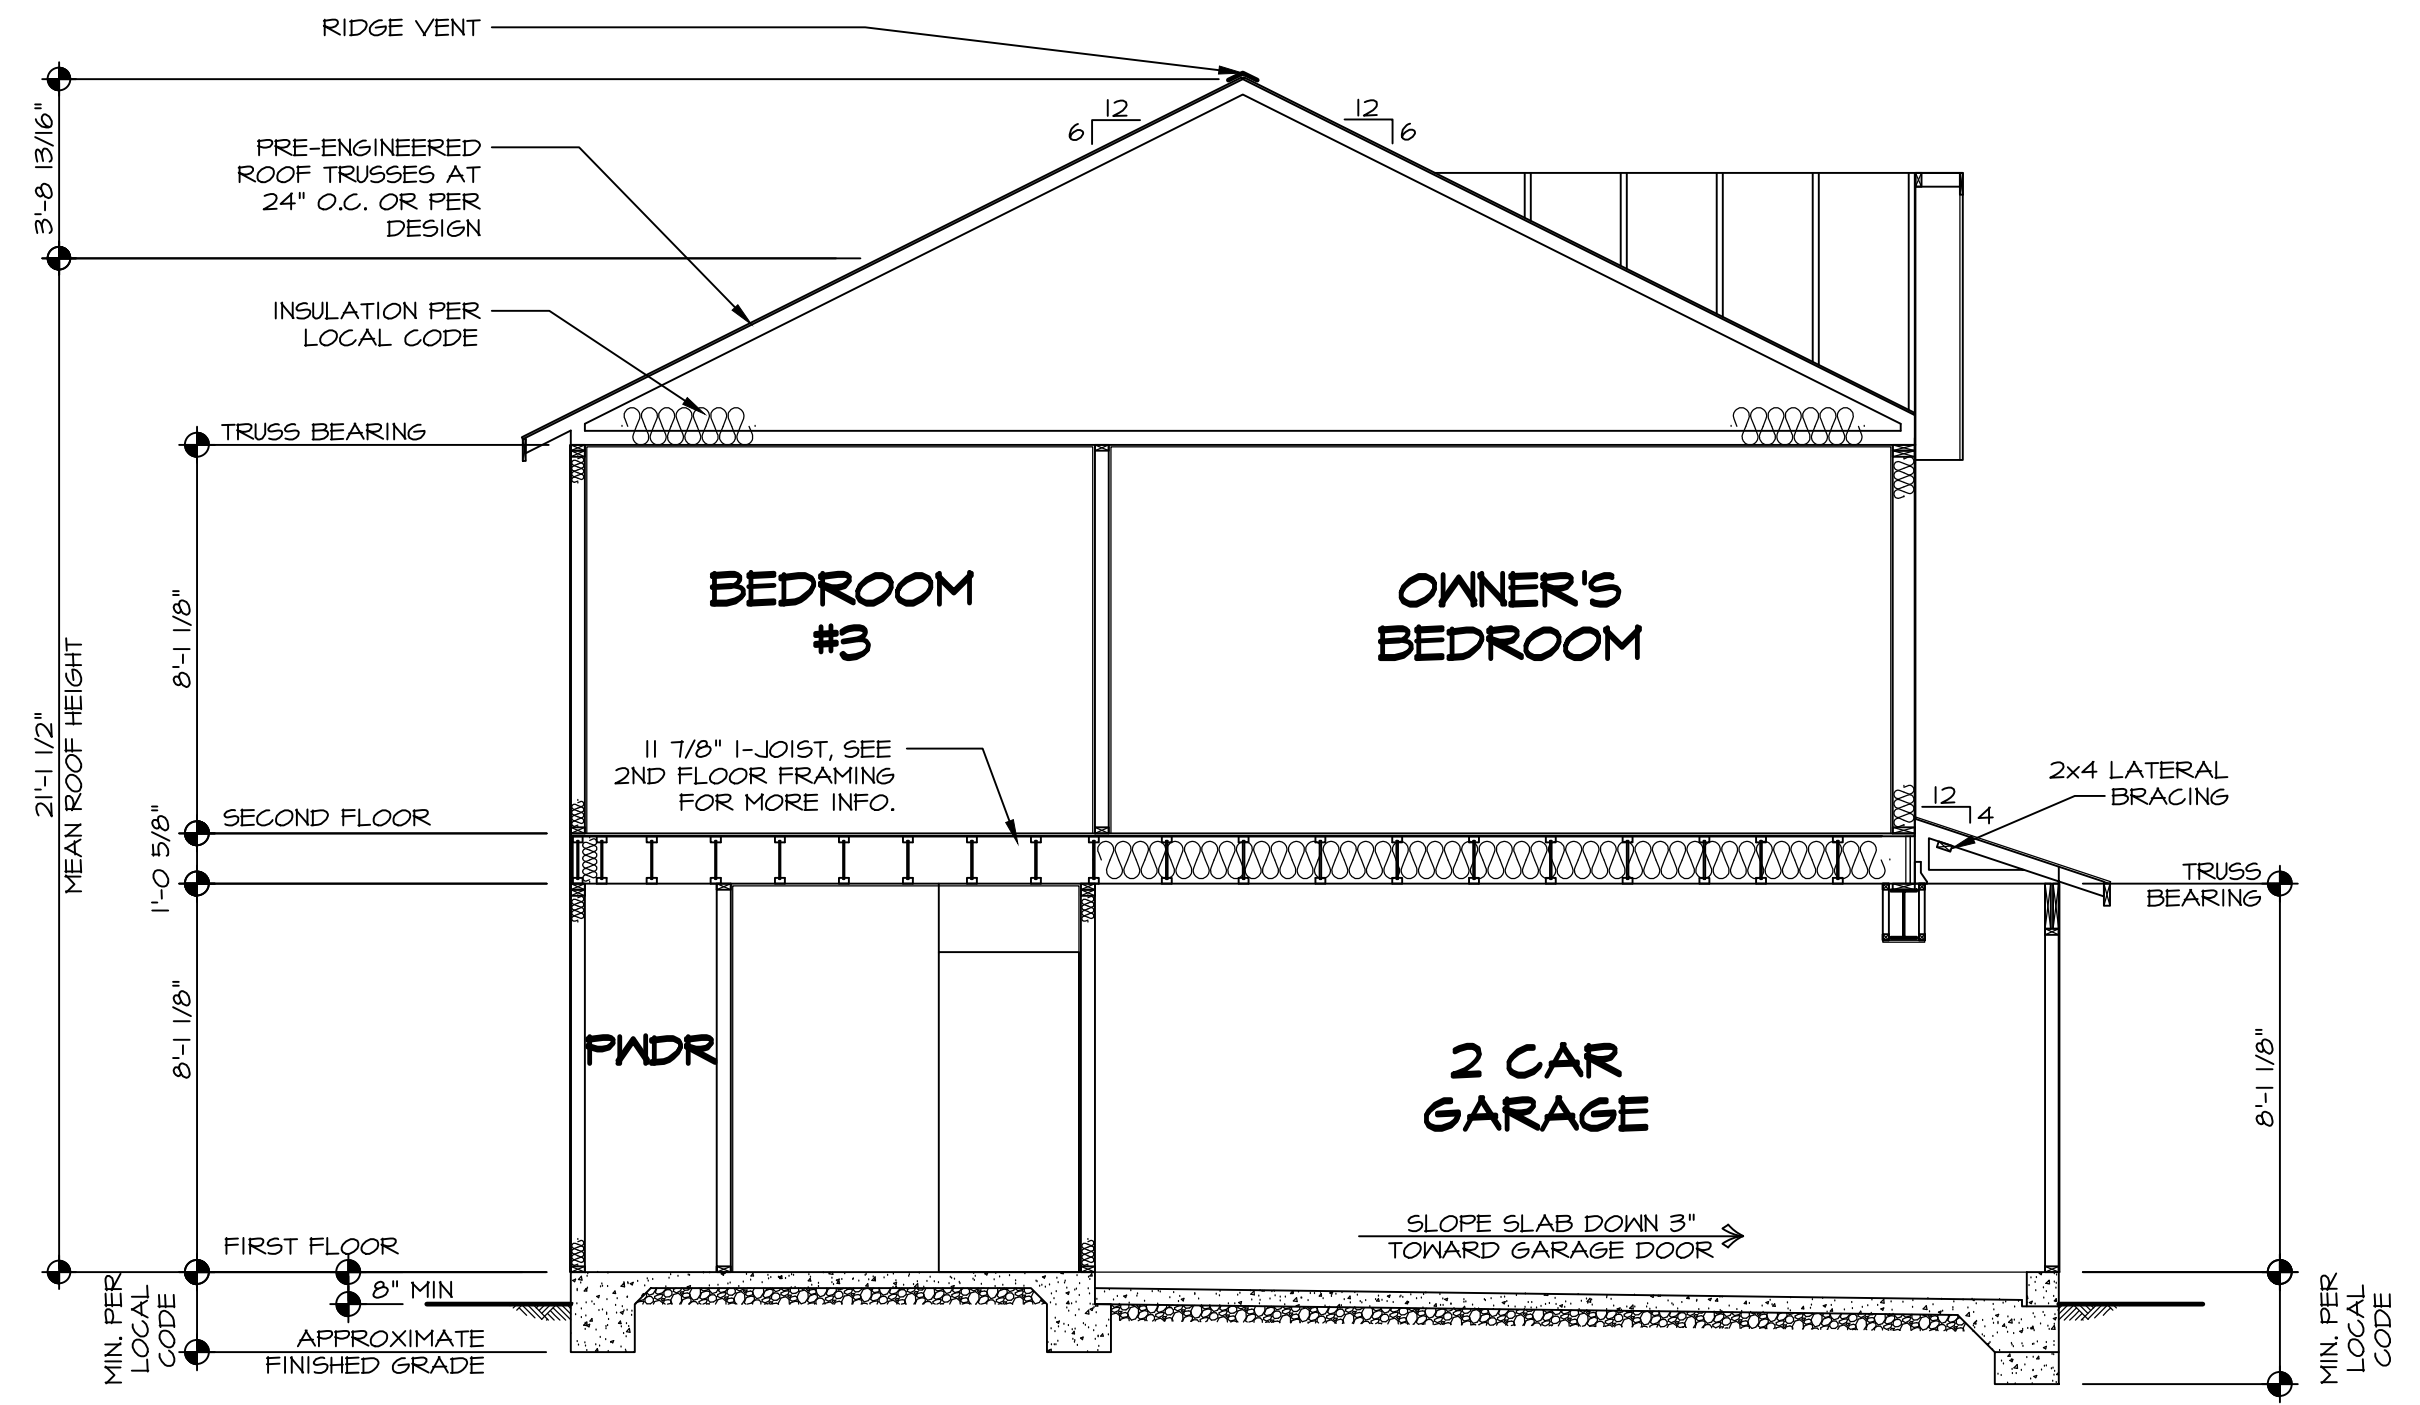 RIDGE VENT
12
6
12
6
3'-8 13/16"
PRE-ENGINEERED
ROOF TRUSSES AT
24" O.C. OR PER
DESIGN
INSULATION PER
LOCAL CODE
TRUSS BEARING
BEDROOM
#3
OWNER'S
BEDROOM
8'-1 1/8"
21'-1 1/2"
MEAN ROOF HEIGHT
11 7/8" I-JOIST, SEE
2ND FLOOR FRAMING
FOR MORE INFO.
2x4 LATERAL
BRACING
12
4
SECOND FLOOR
1'-0 5/8"
TRUSS
BEARING
8'-1 1/8"
PWDR
2 CAR
GARAGE
8'-1 1/8"
SLOPE SLAB DOWN 3"
TOWARD GARAGE DOOR
FIRST FLOOR
8" MIN
APPROXIMATE
FINISHED GRADE
MIN. PER
LOCAL
CODE
MIN. PER
LOCAL
CODE